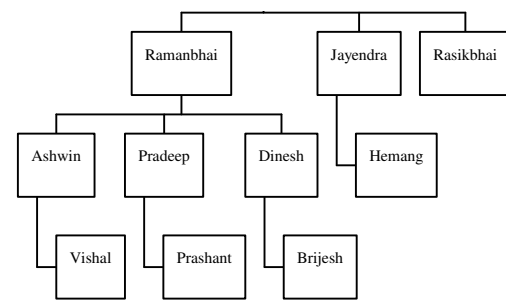 Ramanbhai
Jayendra
Rasikbhai
Ashwin
Pradeep
Dinesh
Hemang
Vishal
Prashant
Brijesh